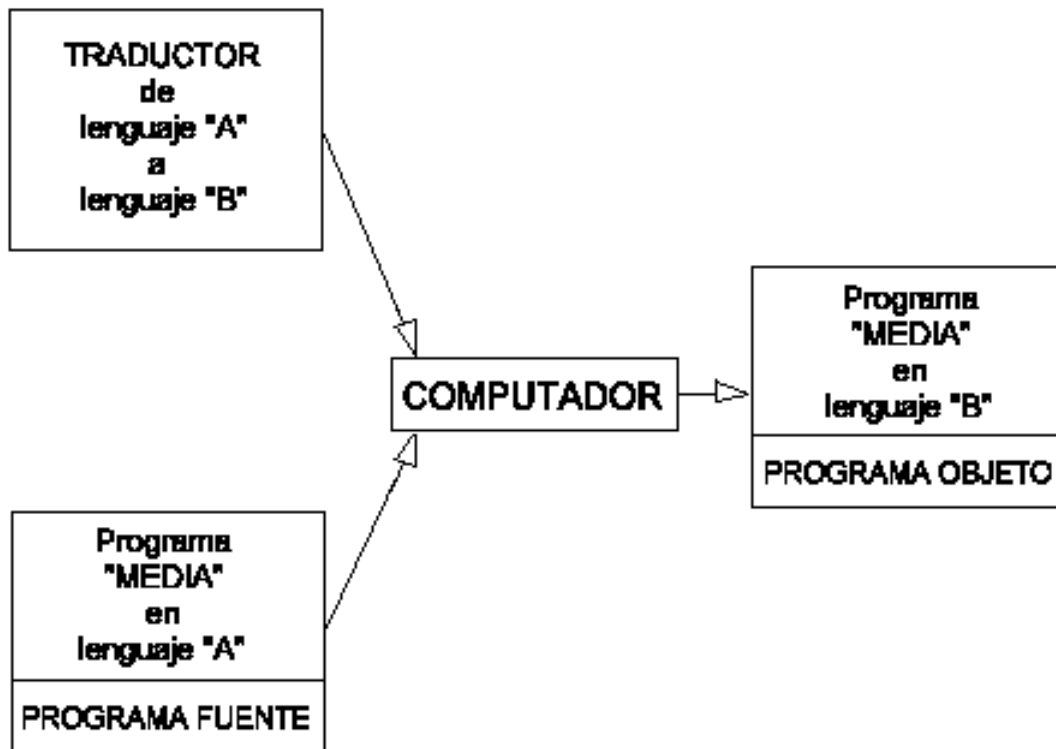 TRADUCTOR
de
lenguaje "A"
a
lenguaje "B"
COMPUTADOR
Programa
"MEDIA"
en
lenguaje "B"
PROGRAMA OBJETO
Programa
"MEDIA"
en
lenguaje "A"
PROGRAMA FUENTE